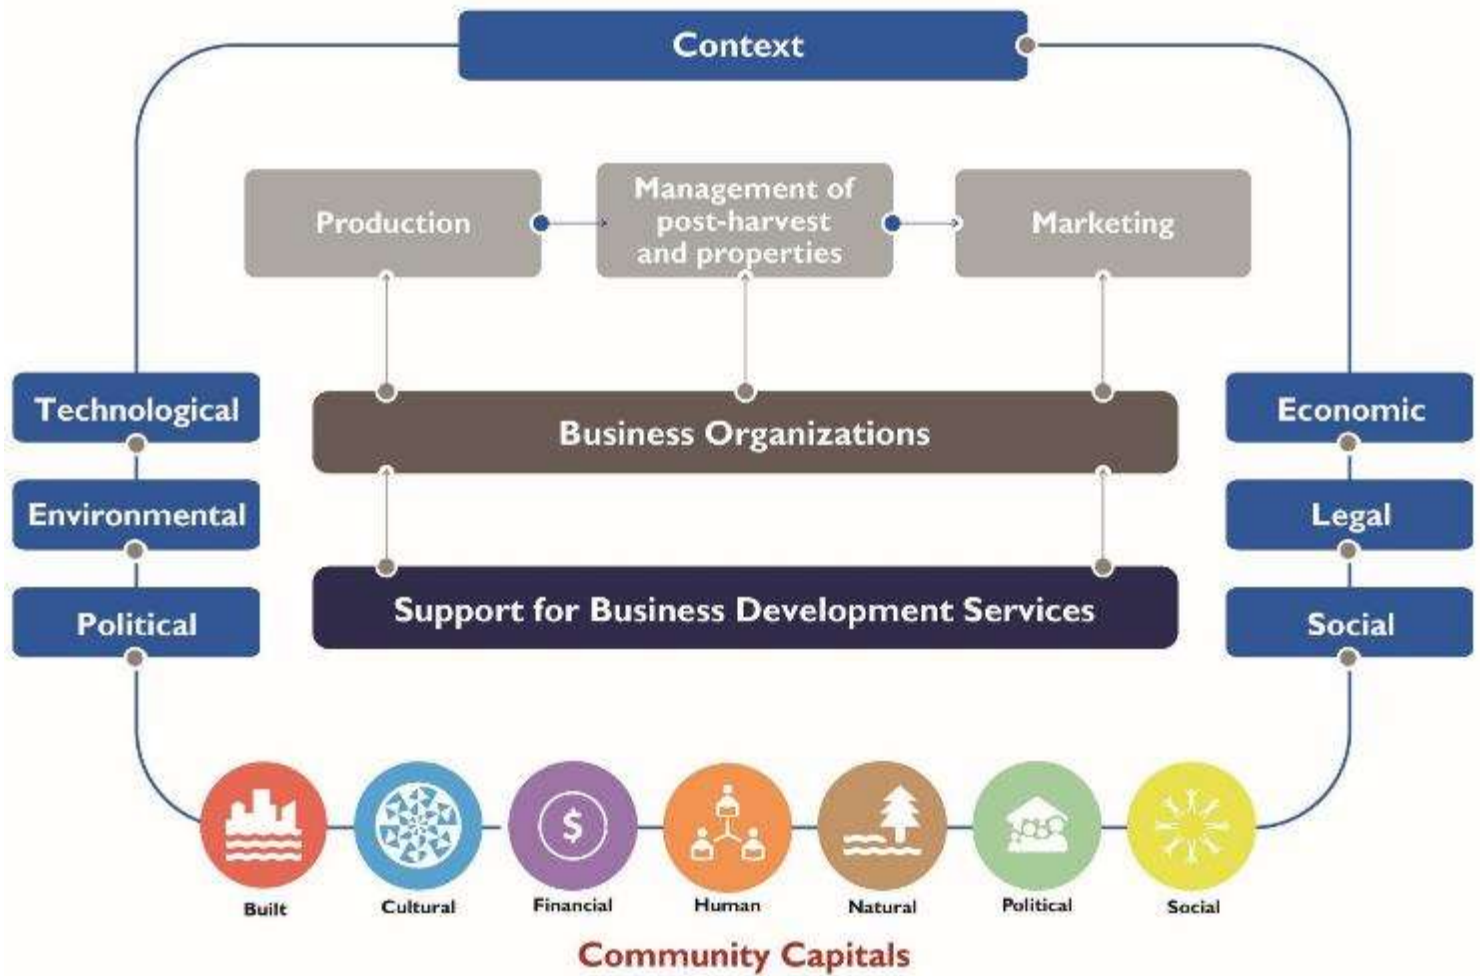 Context
Production
Management of
post-harvest
and properties
Marketing
Technological
Economic
Business Organizations
Environmental
Legal
Support for Business Development Services
Political
Social
$
Built
Cultural
Financial
Human
Natural
Political
Social
Community Capitals